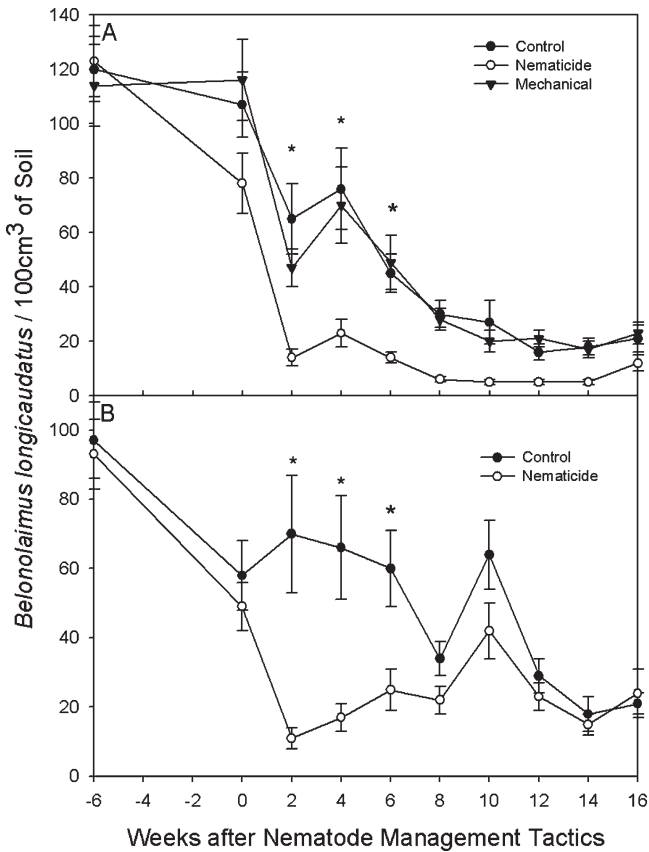 A
Control
Nematicide
Mechanical
140
120
100
80
60
40
20
0
* * *
Belonolaimus longicaudatus / 100cm³ of Soil
B
Control
Nematicide
100
80
60
40
20
0
* * *
-6 -4 -2 0 2 4 6 8 10 12 14 16
Weeks after Nematode Management Tactics